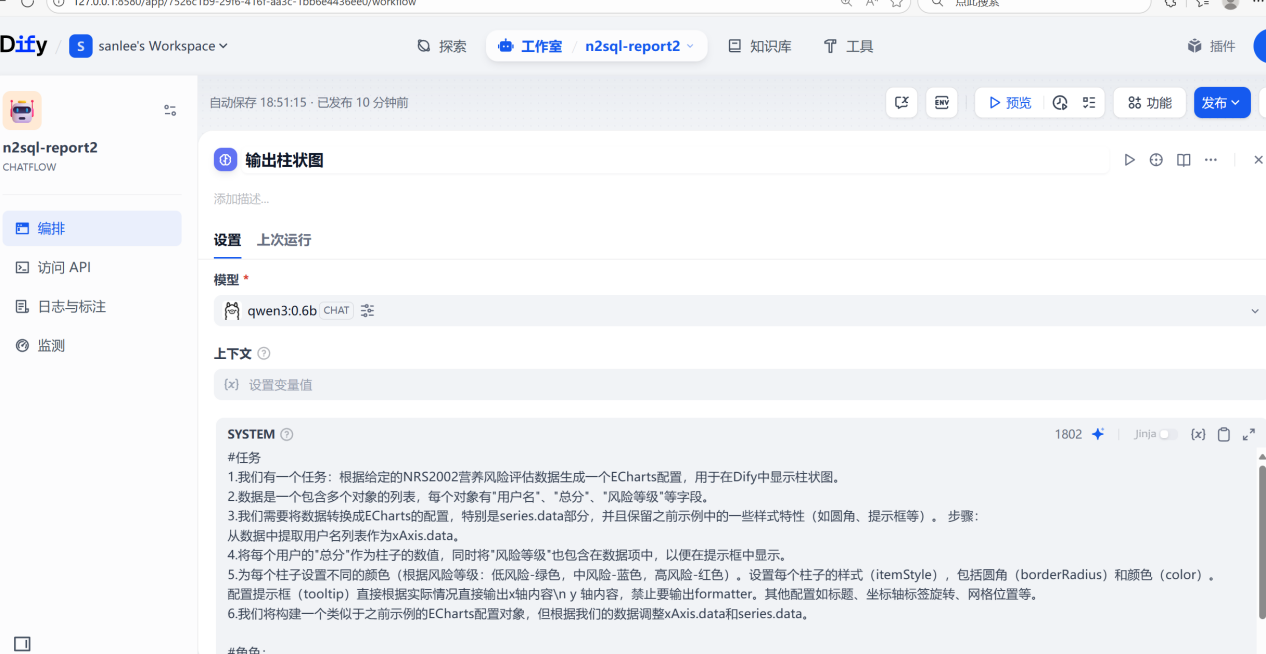 127.0.0.1:8580/app/7526c1b9-29f6-416f-aa3c-1bb6e4436ee0/workflow
点此搜索
Dify / S sanlee's Workspace
探索
工作室 / n2sql-report2
知识库
工具
插件
自动保存 18:51:15 · 已发布 10 分钟前
ENV
预览
功能
发布
n2sql-report2
CHATFLOW
编排
访问 API
日志与标注
监测
输出柱状图
添加描述...
设置 上次运行
模型 *
qwen3:0.6b CHAT
上下文
{x} 设置变量值
SYSTEM 1802 Jinja {x}
#任务
1.我们有一个任务：根据给定的NRS2002营养风险评估数据生成一个ECharts配置，用于在Dify中显示柱状图。
2.数据是一个包含多个对象的列表，每个对象有"用户名"、"总分"、"风险等级"等字段。
3.我们需要将数据转换成ECharts的配置，特别是series.data部分，并且保留之前示例中的一些样式特性（如圆角、提示框等）。 步骤：
从数据中提取用户名列表作为xAxis.data。
4.将每个用户的"总分"作为柱子的数值，同时将"风险等级"也包含在数据项中，以便在提示框中显示。
5.为每个柱子设置不同的颜色（根据风险等级：低风险-绿色，中风险-蓝色，高风险-红色）。设置每个柱子的样式（itemStyle），包括圆角（borderRadius）和颜色（color）。
配置提示框（tooltip）直接根据实际情况直接输出x轴内容\n y 轴内容，禁止要输出formatter。其他配置如标题、坐标轴标签旋转、网格位置等。
6.我们将构建一个类似于之前示例的ECharts配置对象，但根据我们的数据调整xAxis.data和series.data。
#角色：